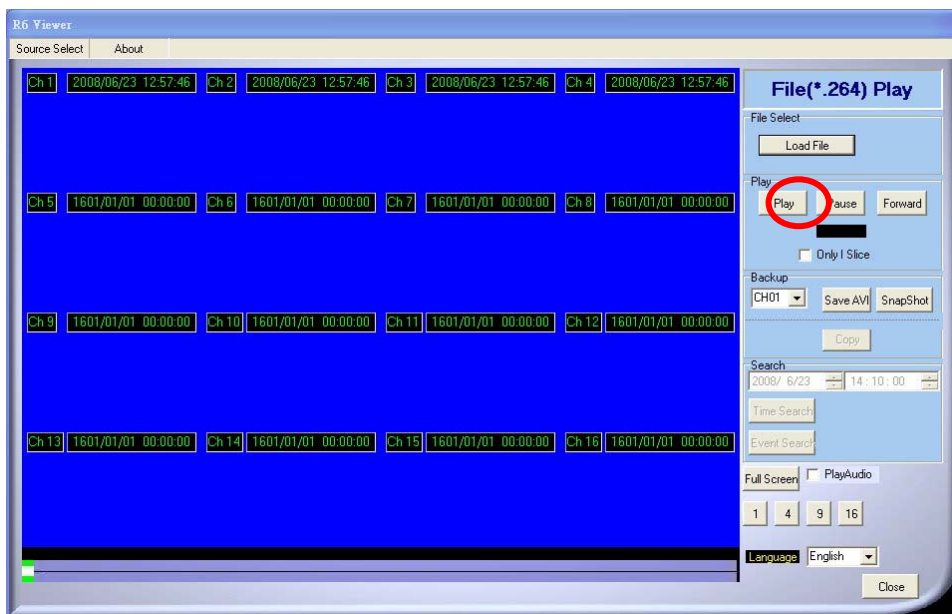 R6 Viewer
Source Select About
Ch 1 2008/06/23 12:57:46 Ch 2 2008/06/23 12:57:46 Ch 3 2008/06/23 12:57:46 Ch 4 2008/06/23 12:57:46
Ch 5 1601/01/01 00:00:00 Ch 6 1601/01/01 00:00:00 Ch 7 1601/01/01 00:00:00 Ch 8 1601/01/01 00:00:00
Ch 9 1601/01/01 00:00:00 Ch 10 1601/01/01 00:00:00 Ch 11 1601/01/01 00:00:00 Ch 12 1601/01/01 00:00:00
Ch 13 1601/01/01 00:00:00 Ch 14 1601/01/01 00:00:00 Ch 15 1601/01/01 00:00:00 Ch 16 1601/01/01 00:00:00
File(*.264) Play
File Select
Load File
Play
Play Pause Forward
Only I Slice
Backup
CH01 Save AVI SnapShot
Copy
Search
2008/ 6/23 14:10:00
Time Search
Event Search
Full Screen PlayAudio
1 4 9 16
Language English
Close